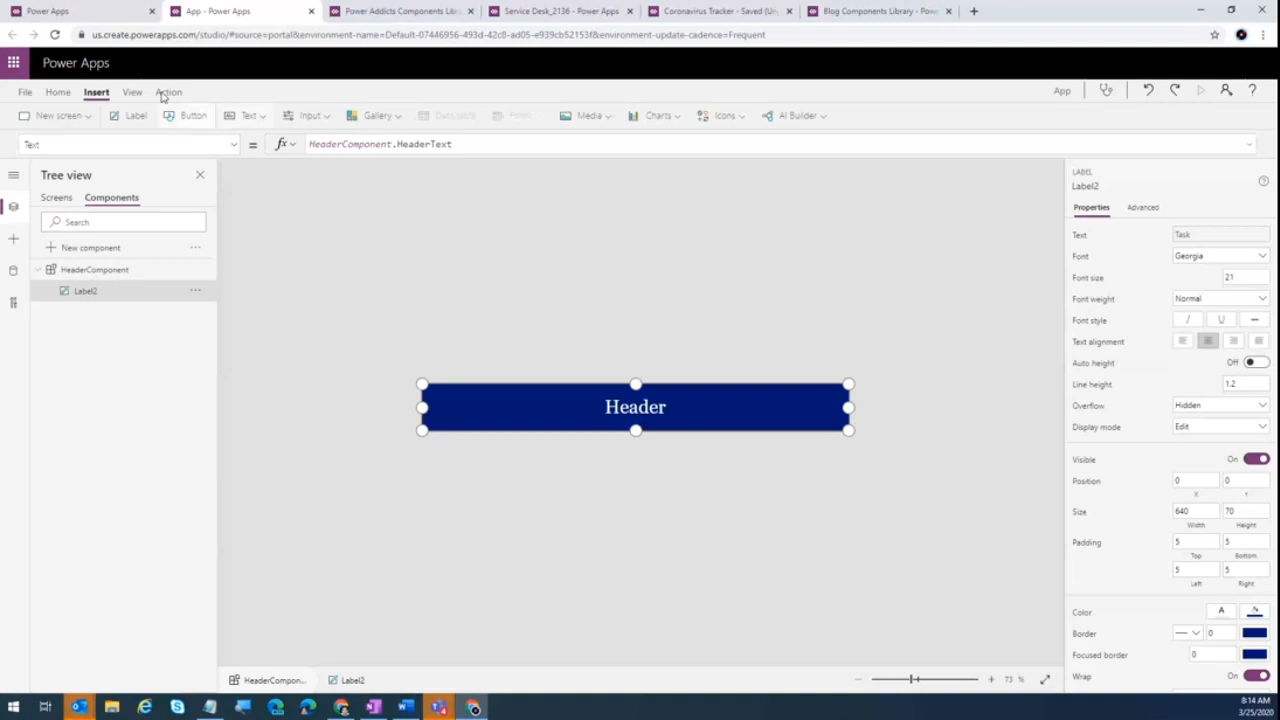 Power Apps
App - Power Apps
Power Addicts Components Libr
Service Desk_2136 - Power Apps
Coronavirus Tracker - Saved (Un
Blog Components Library - Powe
us.create.powerapps.com/studio/#source=portal&environment-name=Default-07446956-493d-42c8-ad05-e939cb52153f&environment-update-cadence=Frequent
Power Apps
File Home Insert View Action App
New screen Label Button Text Input Gallery Data table Form Media Charts Icons AI Builder
Text = fx HeaderComponent.HeaderText
Tree view
Screens Components
Search
New component
HeaderComponent
Label2
Header
LABEL
Label2
Properties Advanced
Text Task
Font Georgia
Font size 21
Font weight Normal
Font style / U
Text alignment
Auto height Off
Line height 1.2
Overflow Hidden
Display mode Edit
Visible On
Position 0 0
X Y
Size 640 70
Width Height
Padding 5 5
Top Bottom
5 5
Left Right
Color A
Border 0
Focused border 0
Wrap On
HeaderCompon... Label2
73 %
8:14 AM
3/25/2020